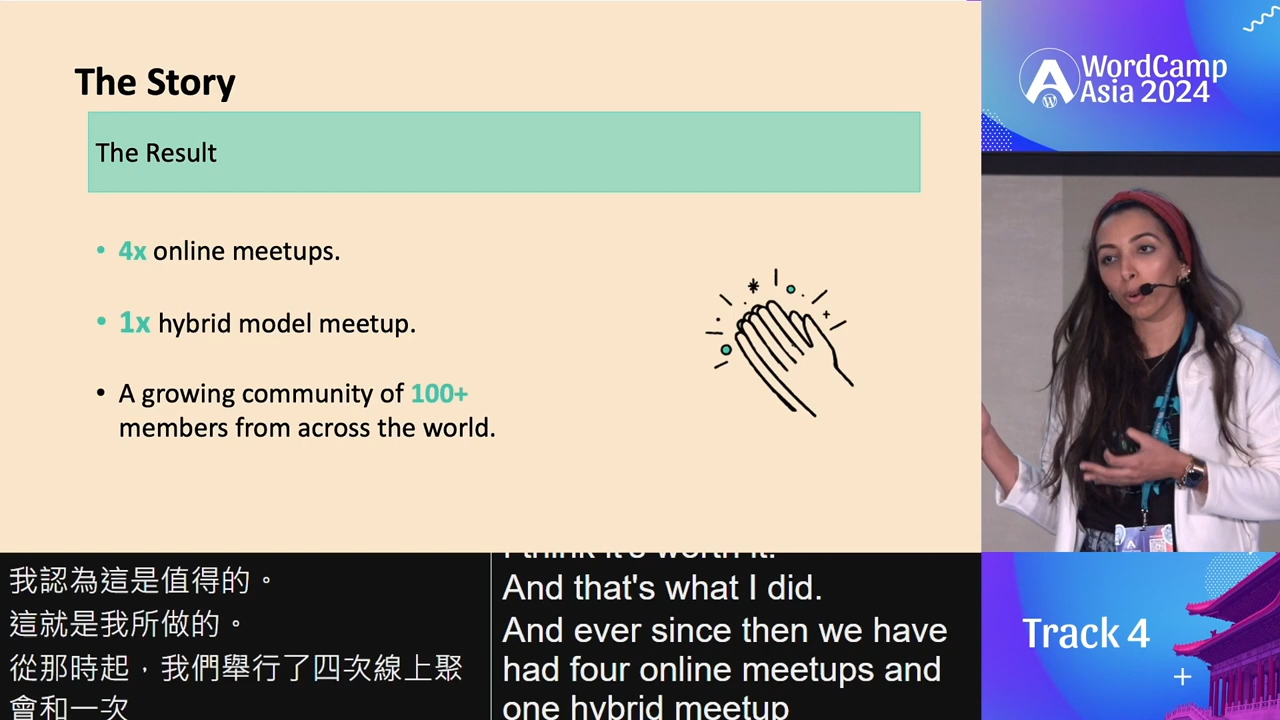 The Story
The Result
• 4x online meetups.
• 1x hybrid model meetup.
• A growing community of 100+
members from across the world.
WordCamp
Asia 2024
我認為這是值得的。
這就是我所做的。
從那時起，我們舉行了四次線上聚
會和一次
I think it's worth it.
And that's what I did.
And ever since then we have
had four online meetups and
one hybrid meetup
Track 4